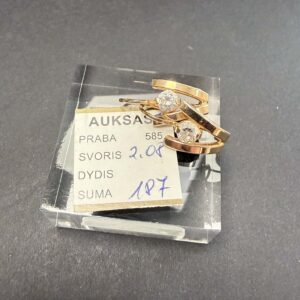 AUKSAS
PRABA 585
SVORIS 2.08
DYDIS
SUMA 187